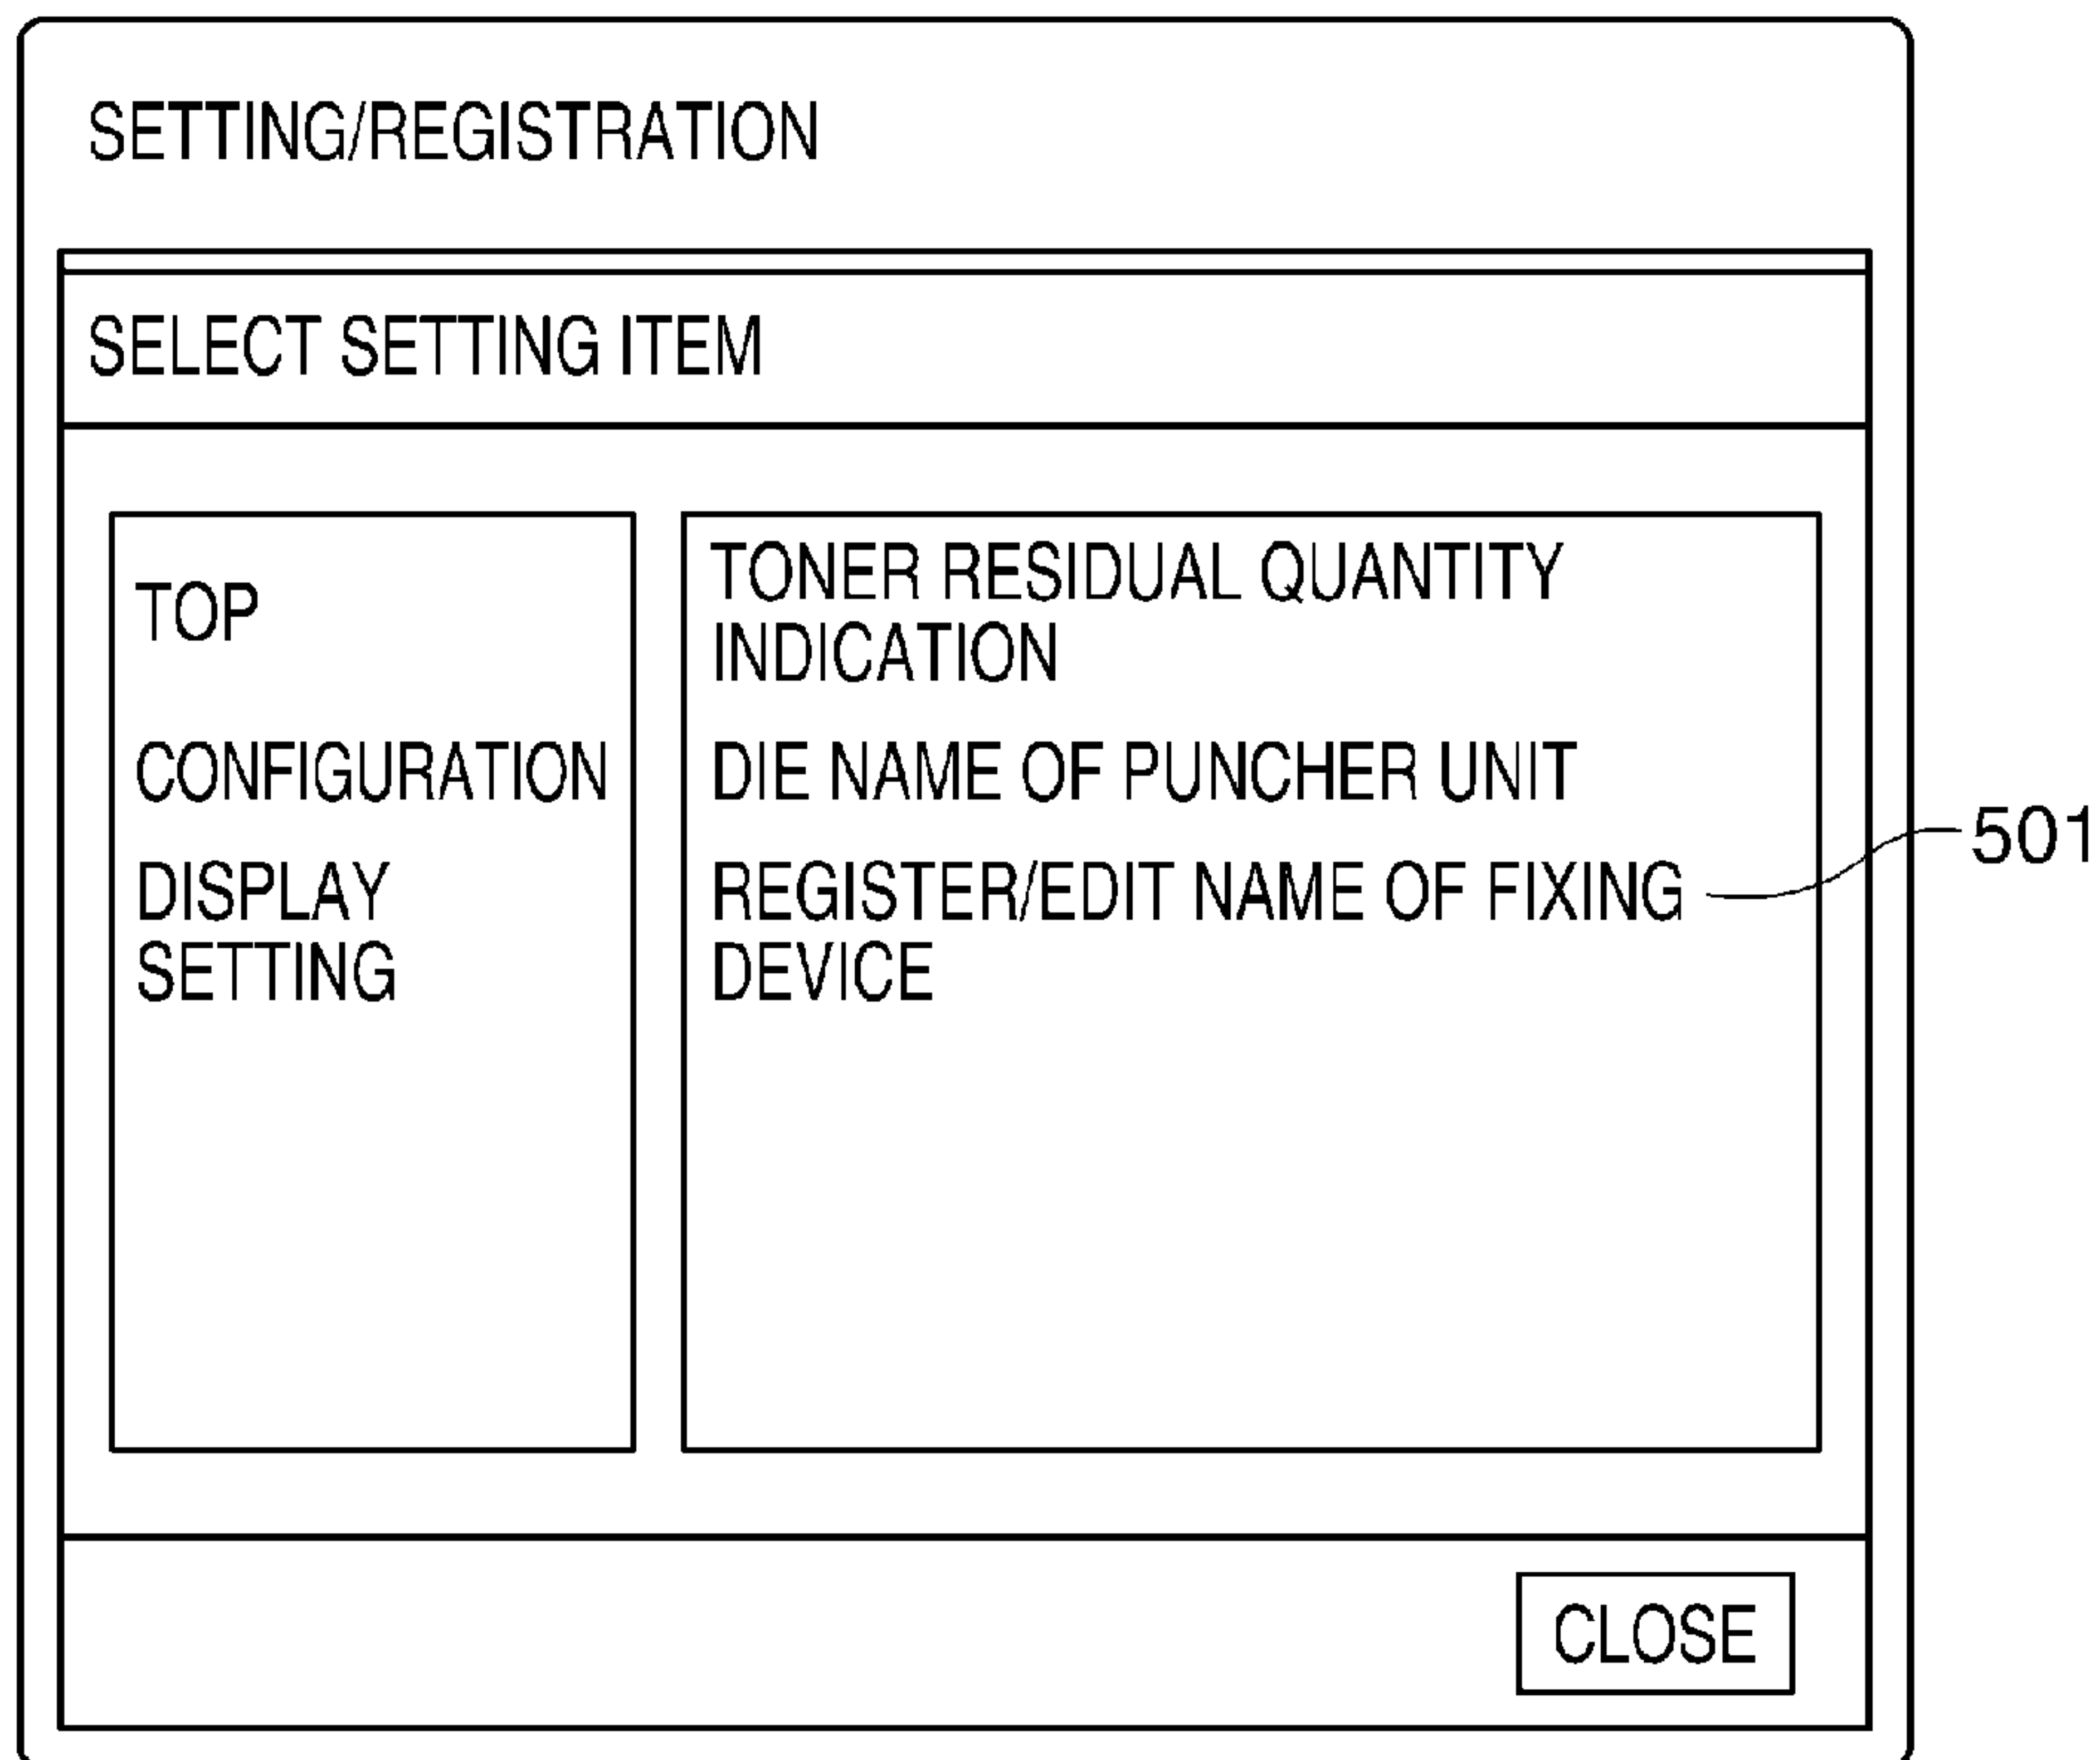 SETTING/REGISTRATION
SELECT SETTING ITEM
TOP
CONFIGURATION
DISPLAY
SETTING
TONER RESIDUAL QUANTITY
INDICATION
DIE NAME OF PUNCHER UNIT
REGISTER/EDIT NAME OF FIXING
DEVICE
501
CLOSE